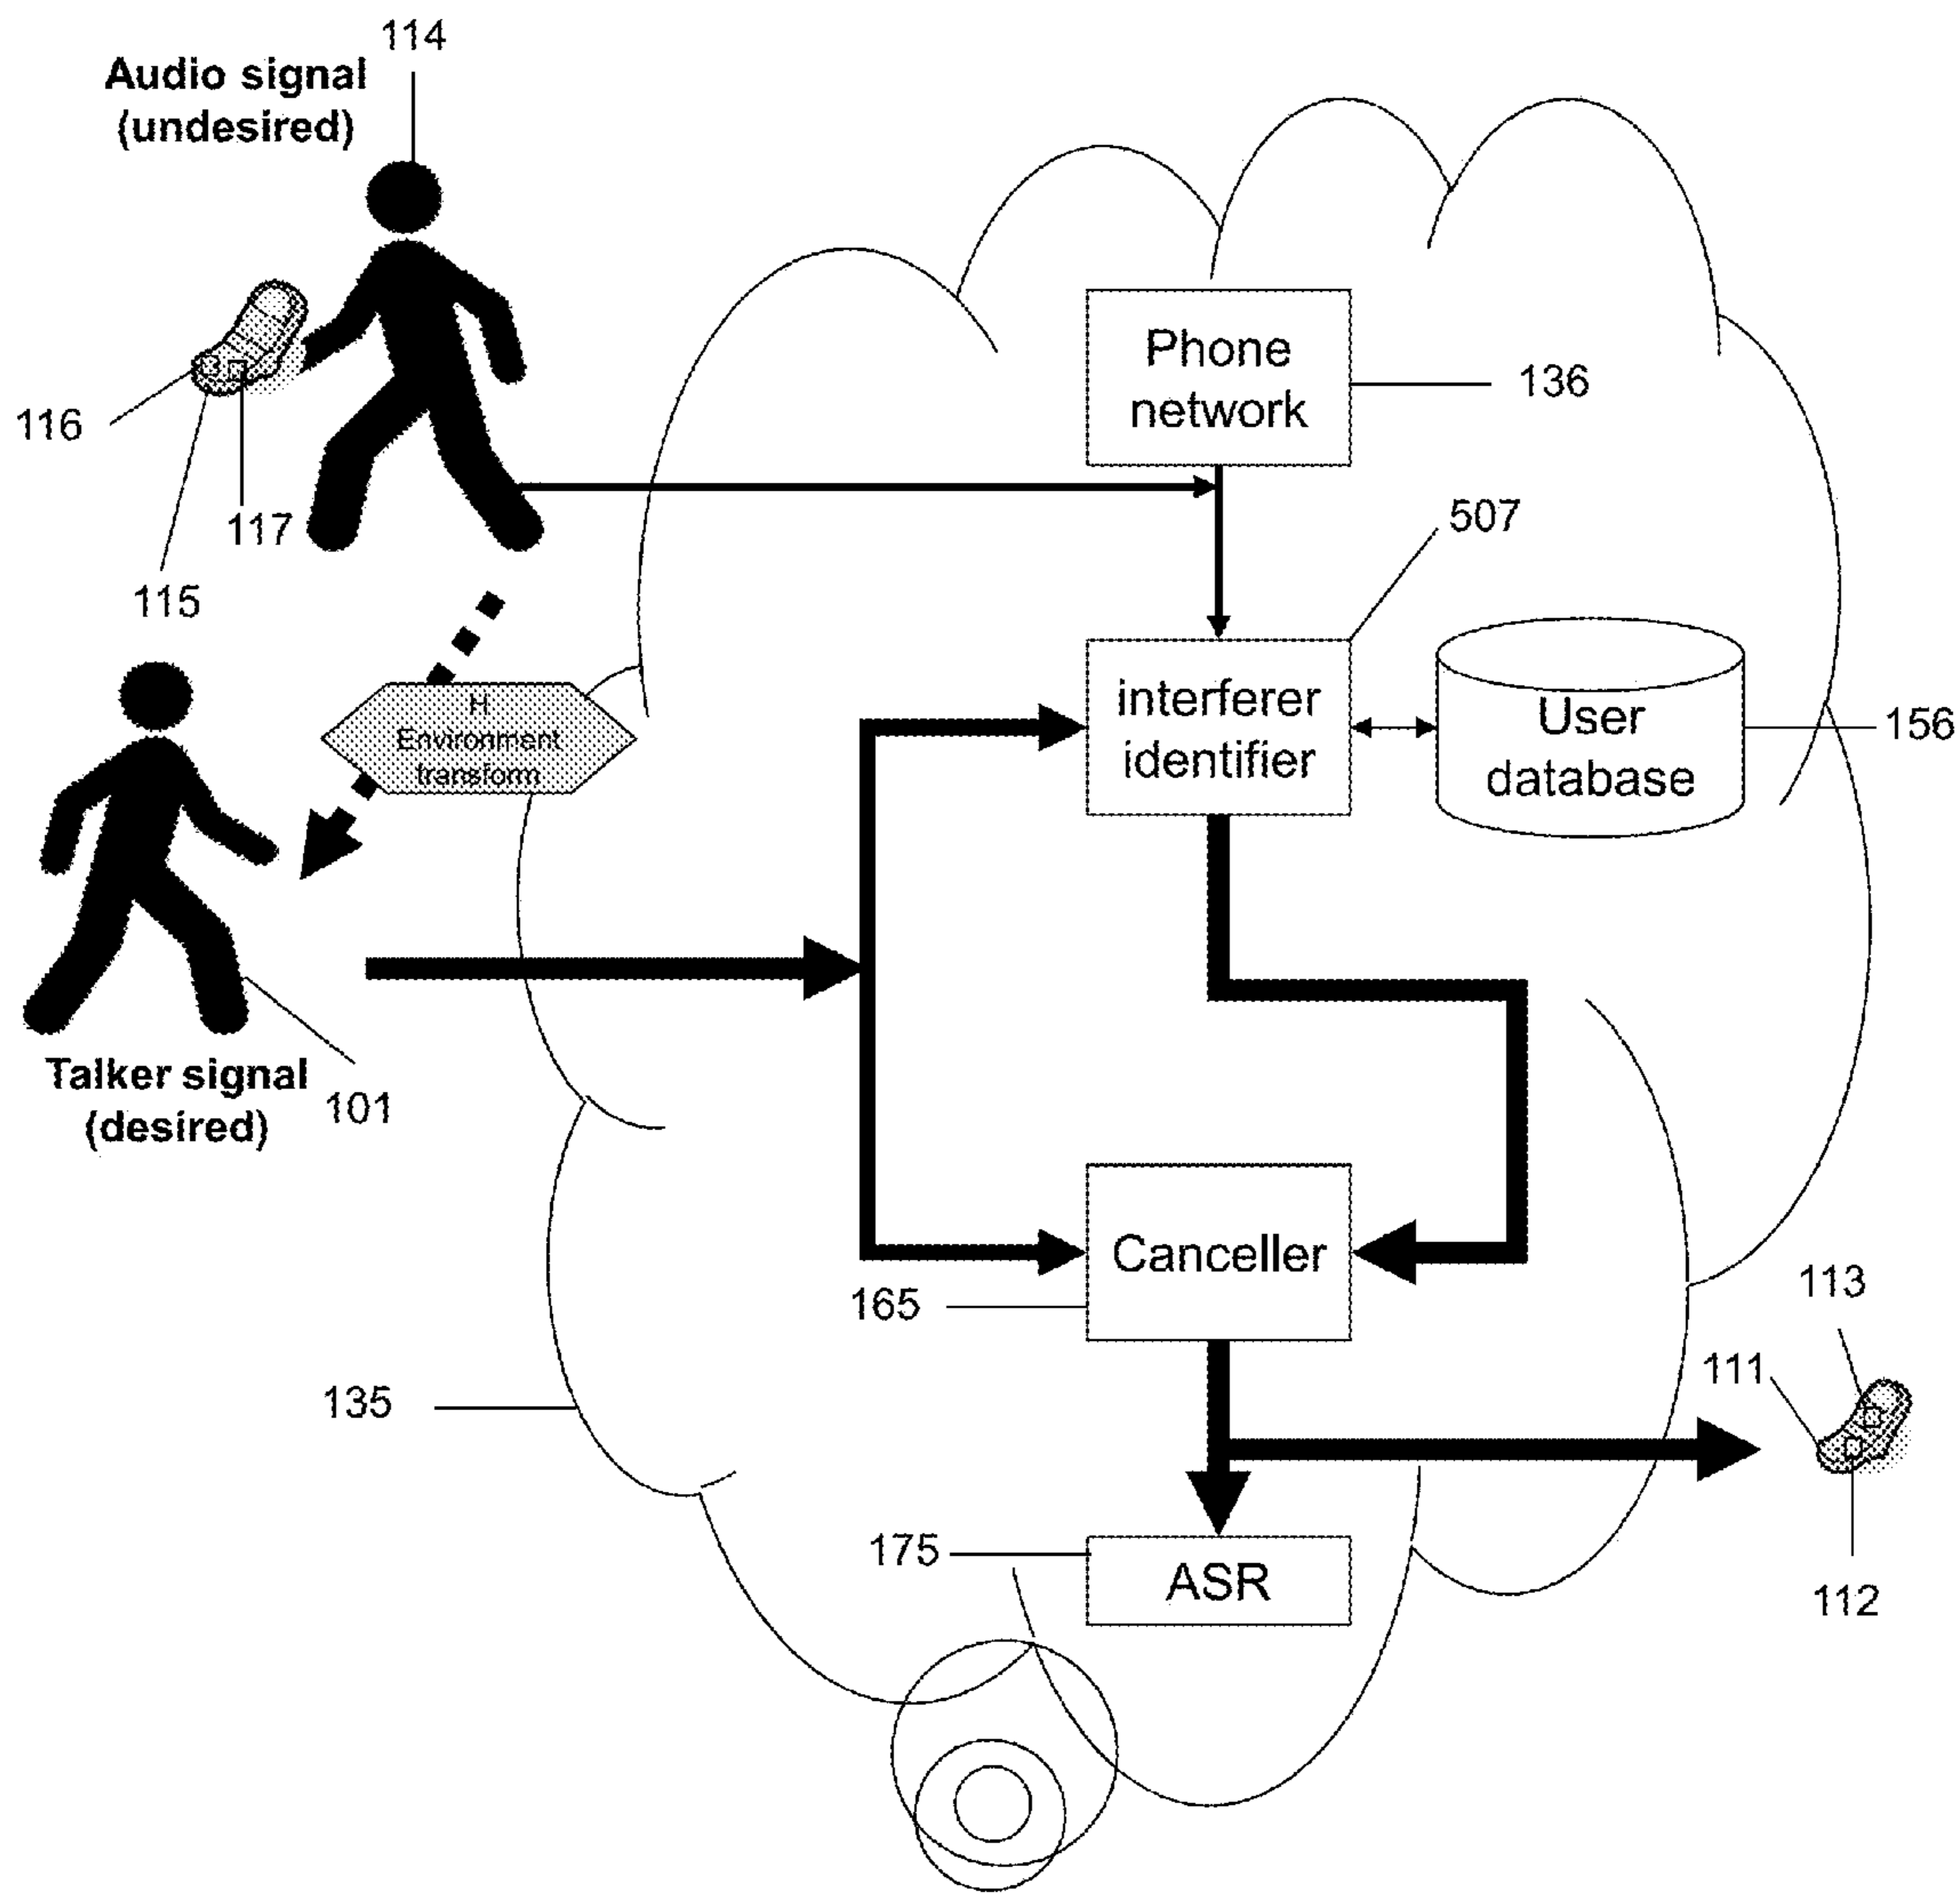 114
Audio signal
(undesired)
Phone
network
136
116
117
507
115
H
Environment
transform
interferer
identifier
User
database
156
Talker signal
(desired)
101
Canceller
165
113
111
135
175
ASR
112